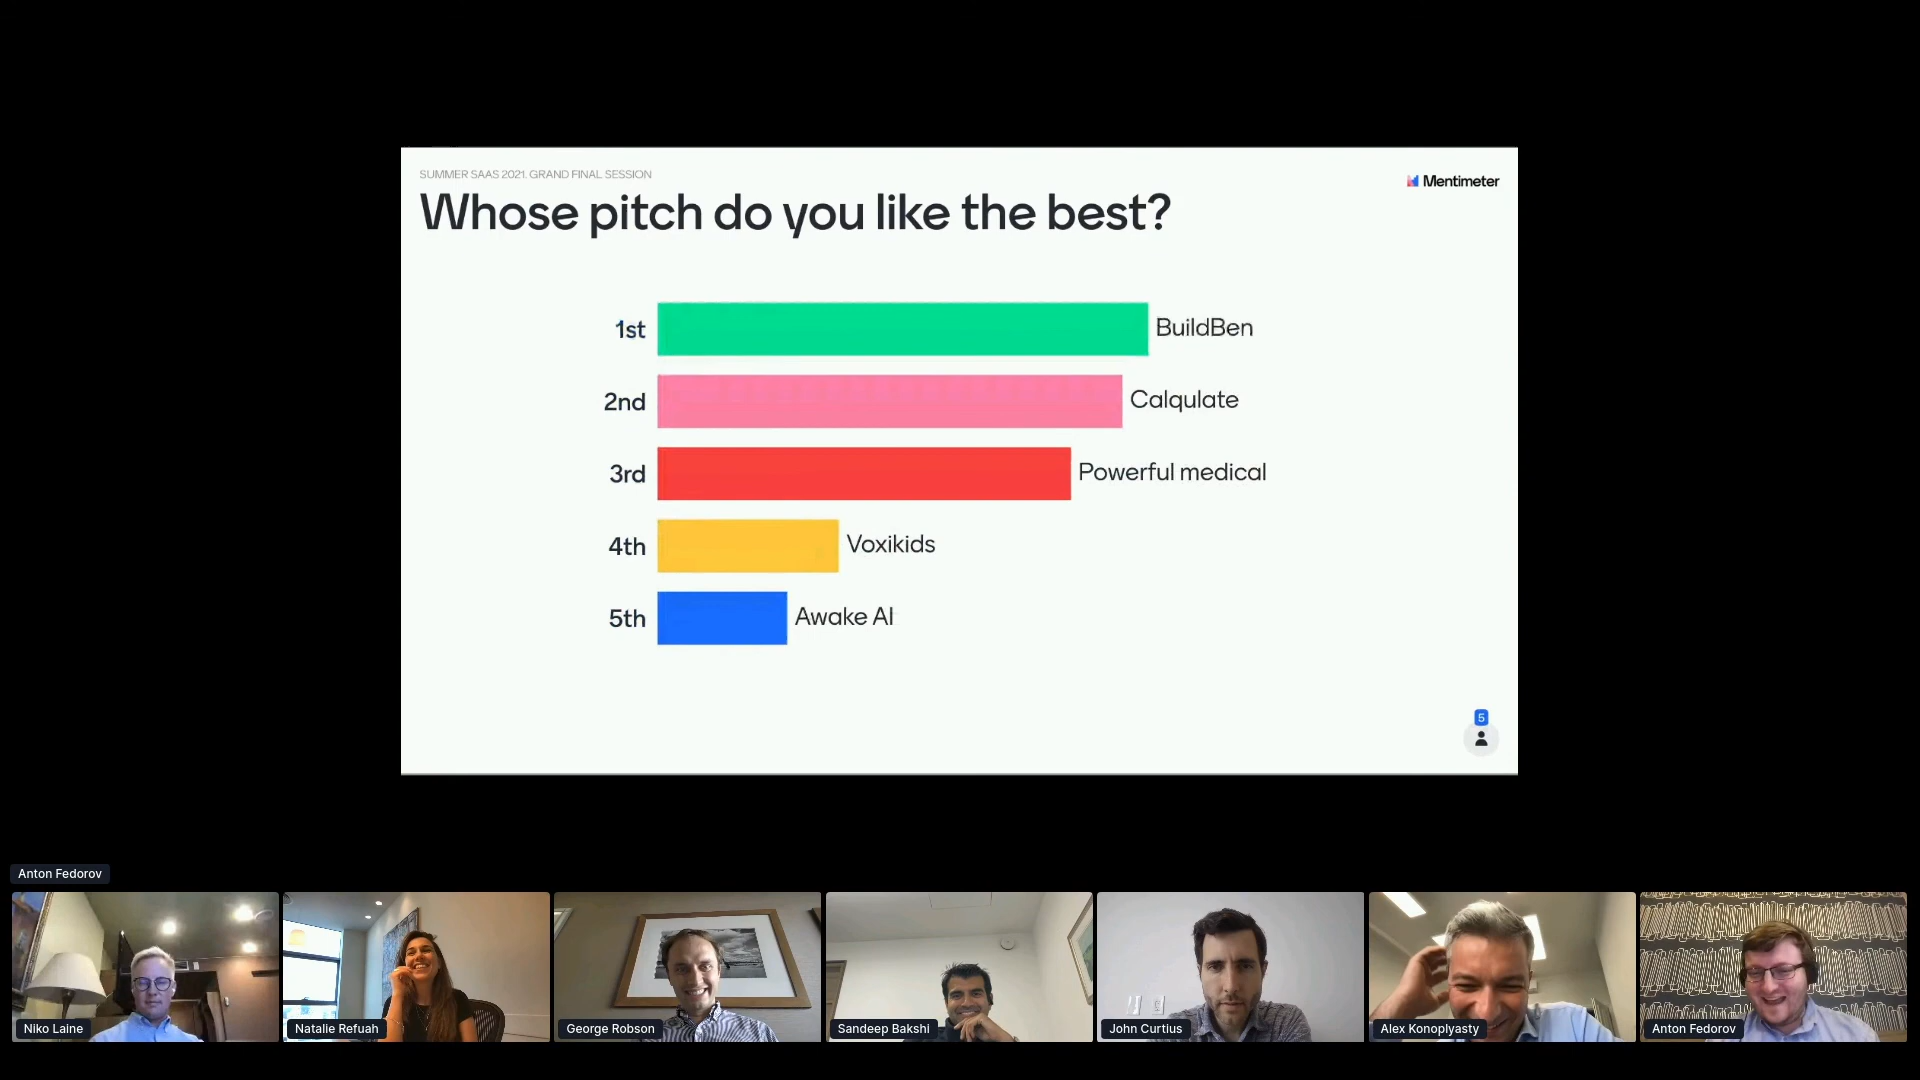 SUMMER SAAS 2021. GRAND FINAL SESSION
Mentimeter
Whose pitch do you like the best?
1st BuildBen
2nd Calqulate
3rd Powerful medical
4th Voxikids
5th Awake AI
5
Anton Fedorov
Niko Laine
Natalie Refuah
George Robson
Sandeep Bakshi
John Curtius
Alex Konoplyasty
Anton Fedorov